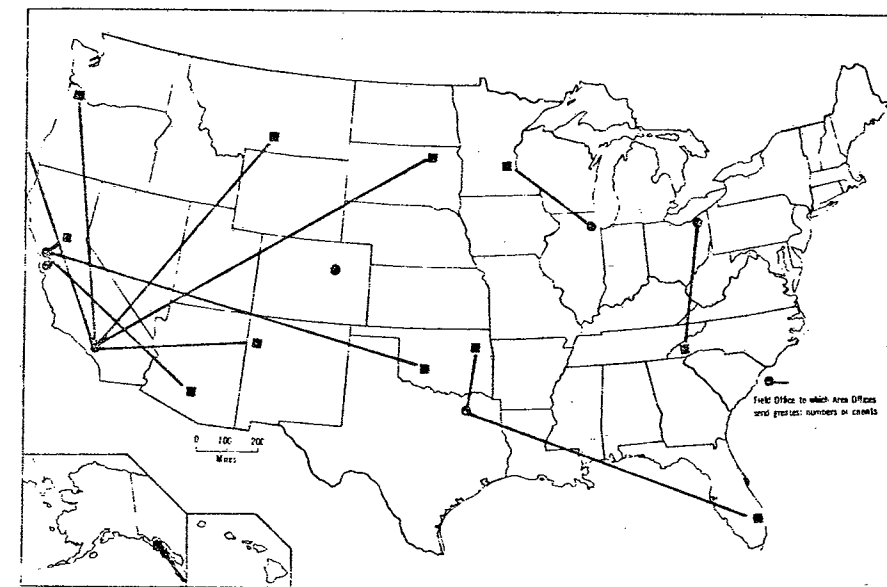 0 100 200
Miles
Field Office to which Area Offices
send greatest numbers of clients